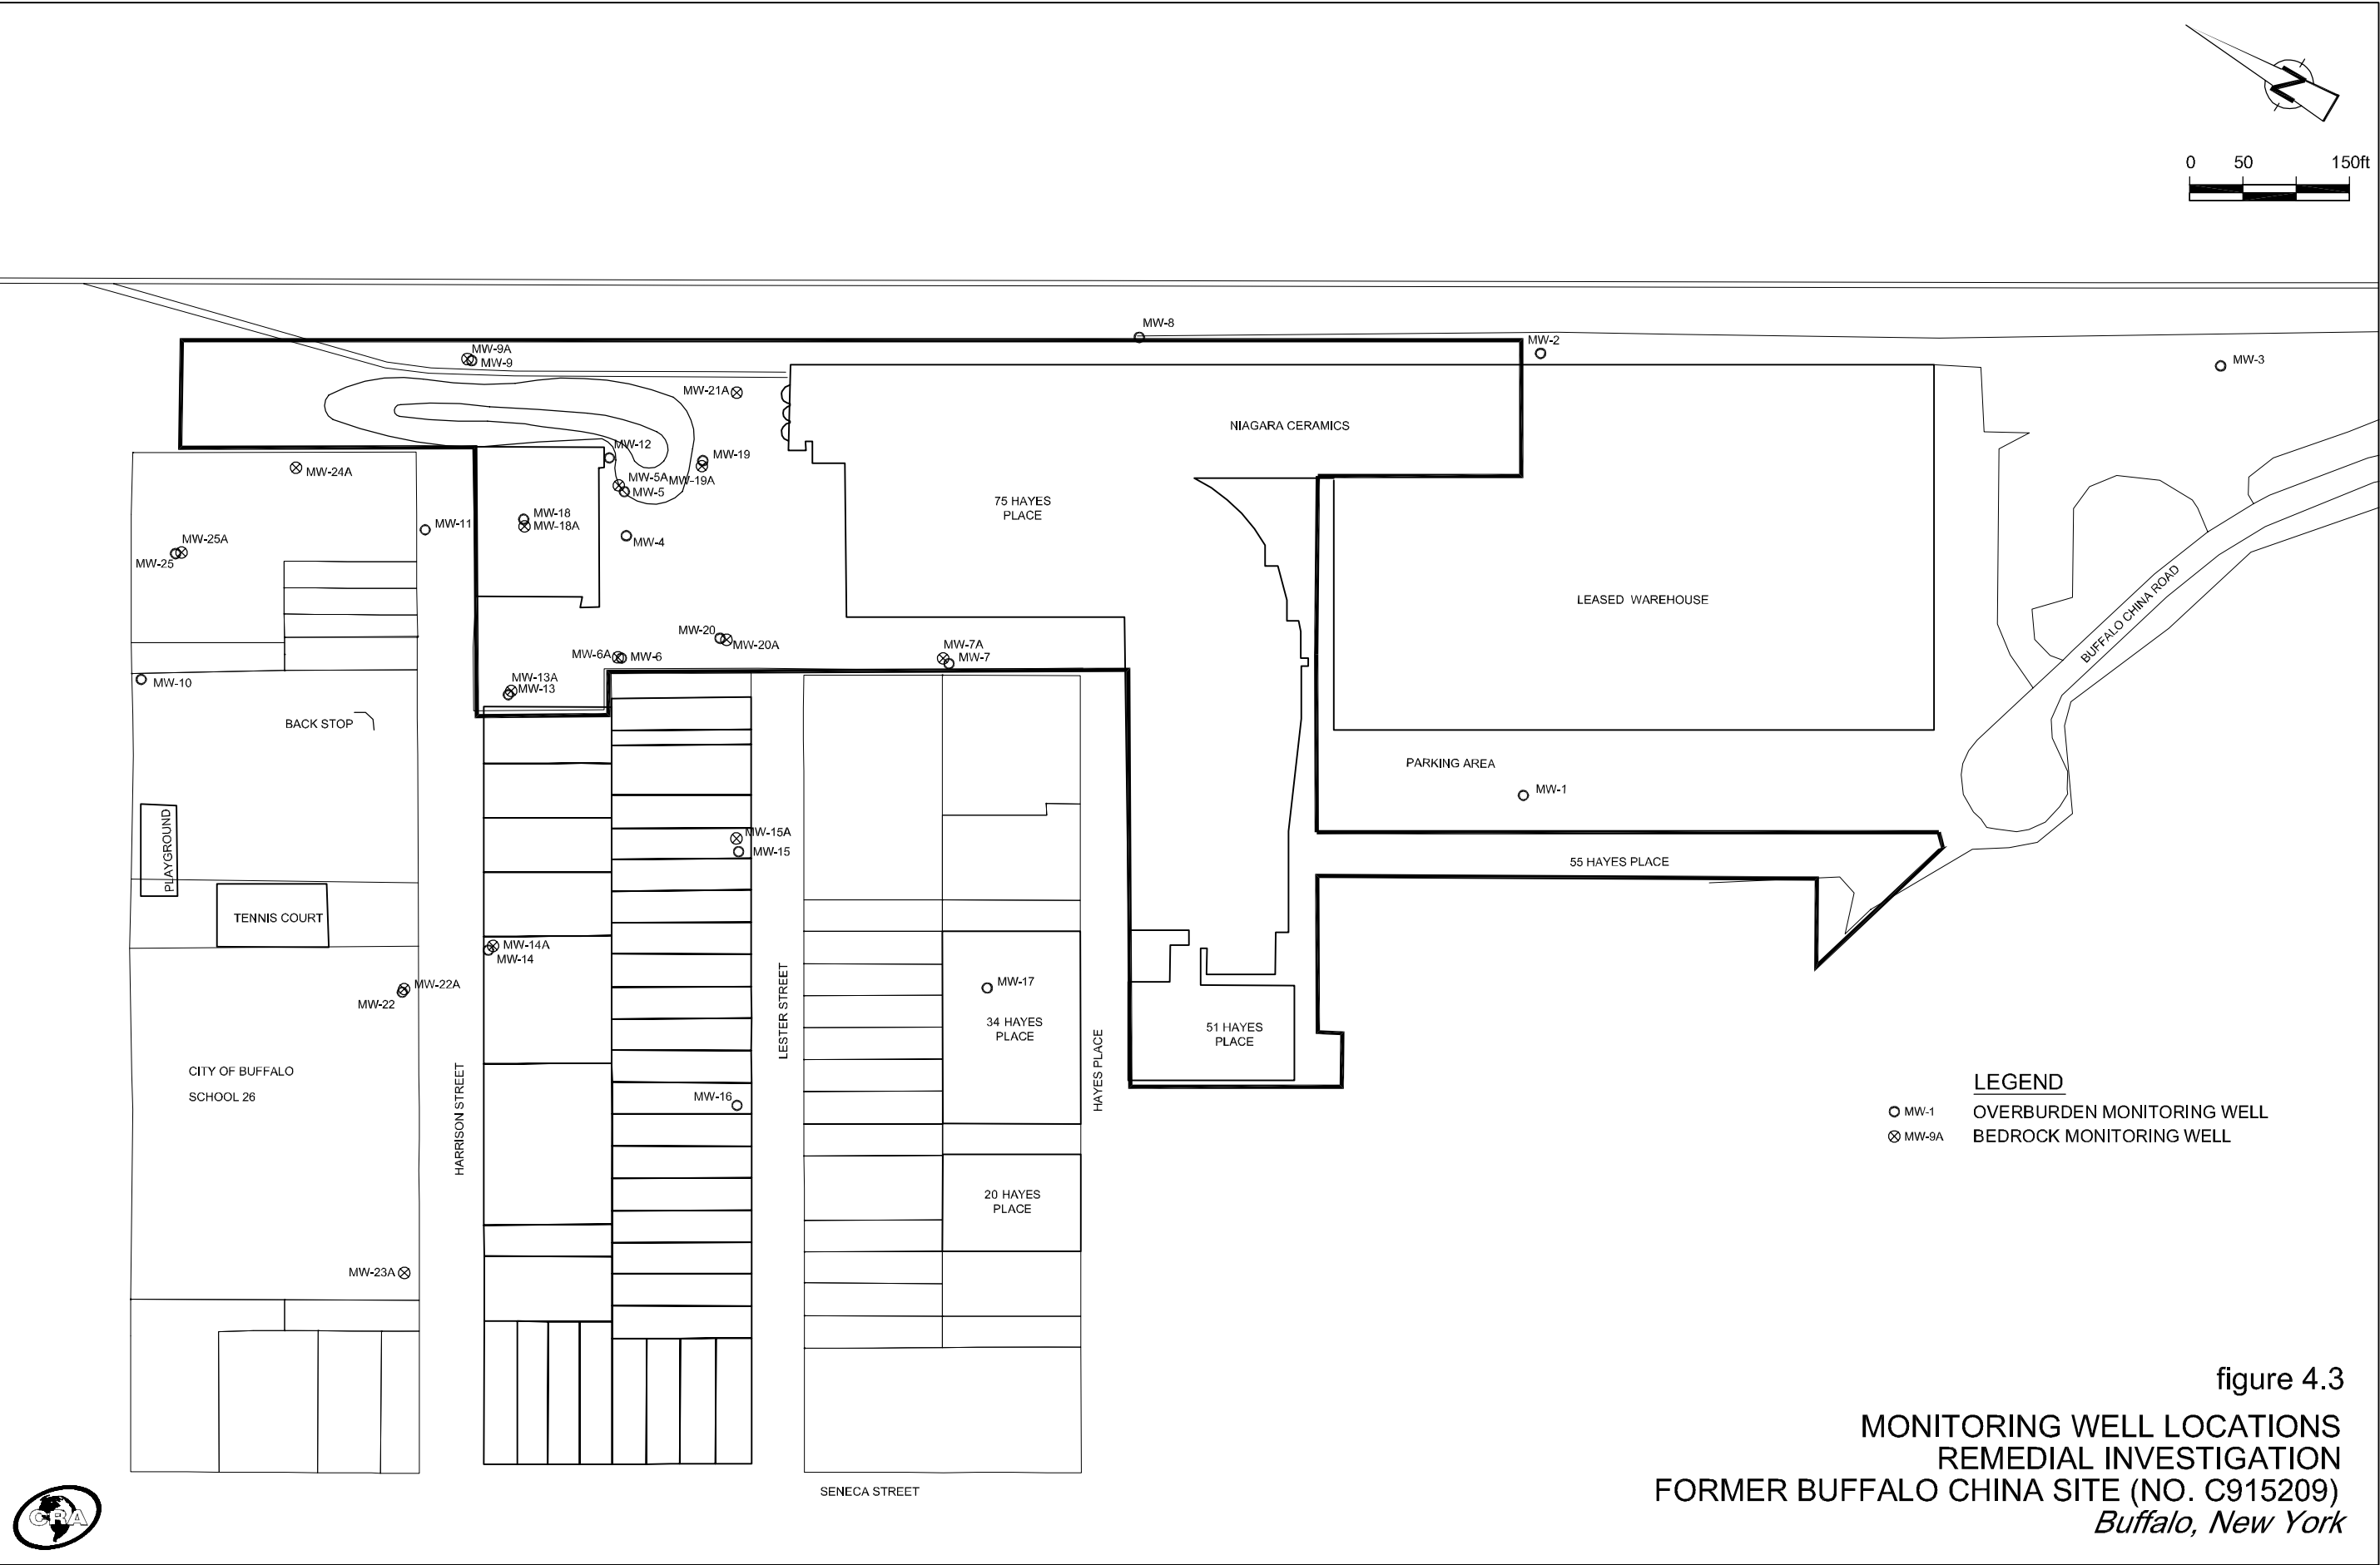 N
0 50 150ft
MW-8
MW-2
MW-3
MW-9A
MW-9
MW-21A
NIAGARA CERAMICS
MW-12
MW-19
MW-24A
MW-5A
MW-19A
MW-5
75 HAYES
PLACE
MW-18
MW-11
MW-18A
MW-4
MW-25A
MW-25
LEASED WAREHOUSE
BUFFALO CHINA ROAD
MW-20
MW-20A
MW-7A
MW-6A
MW-6
MW-7
MW-13A
MW-10
MW-13
BACK STOP
PARKING AREA
MW-1
PLAYGROUND
MW-15A
MW-15
55 HAYES PLACE
TENNIS COURT
MW-14A
MW-14
MW-22A
MW-22
MW-17
34 HAYES
PLACE
51 HAYES
PLACE
LESTER STREET
HAYES PLACE
CITY OF BUFFALO
SCHOOL 26
HARRISON STREET
MW-16
LEGEND
MW-1 OVERBURDEN MONITORING WELL
MW-9A BEDROCK MONITORING WELL
20 HAYES
PLACE
MW-23A
SENECA STREET
figure 4.3
MONITORING WELL LOCATIONS
REMEDIAL INVESTIGATION
FORMER BUFFALO CHINA SITE (NO. C915209)
Buffalo, New York
CRA